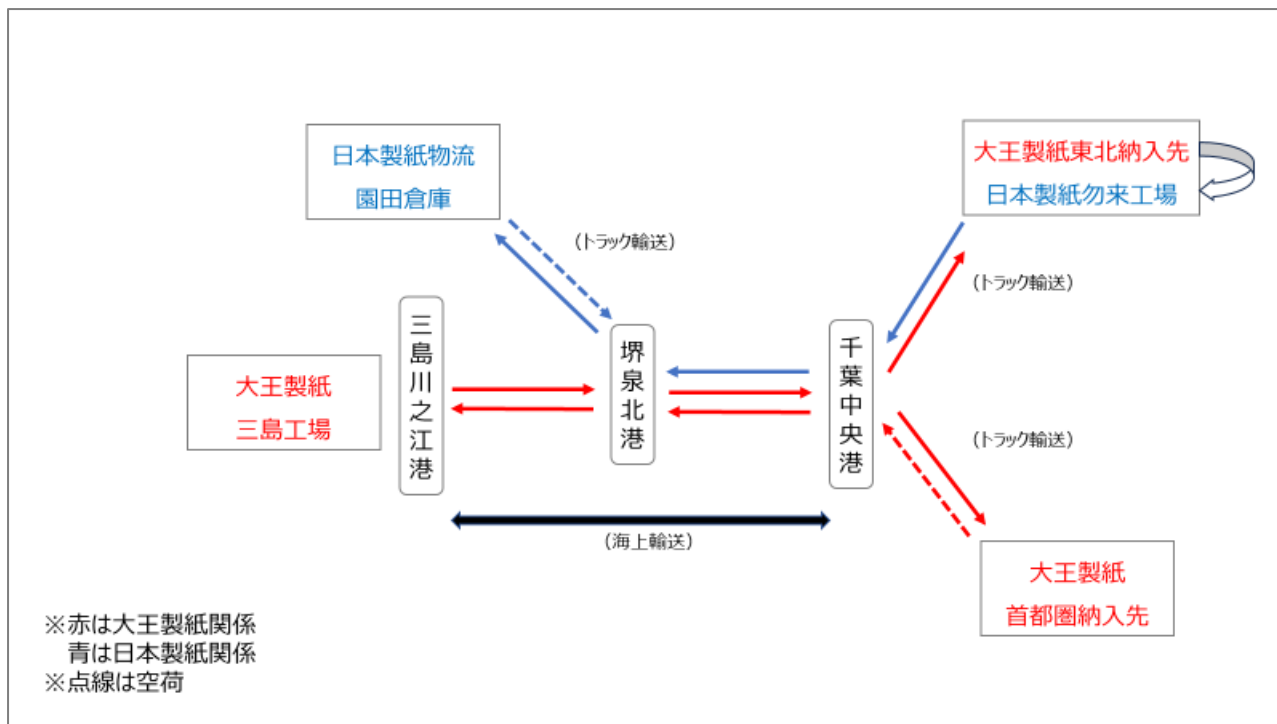 日本製紙物流
園田倉庫
大王製紙東北納入先
日本製紙勿来工場
(トラック輸送)
(トラック輸送)
三島川之江港
堺泉北港
千葉中央港
大王製紙
三島工場
(トラック輸送)
(海上輸送)
大王製紙
首都圏納入先
※赤は大王製紙関係
青は日本製紙関係
※点線は空荷